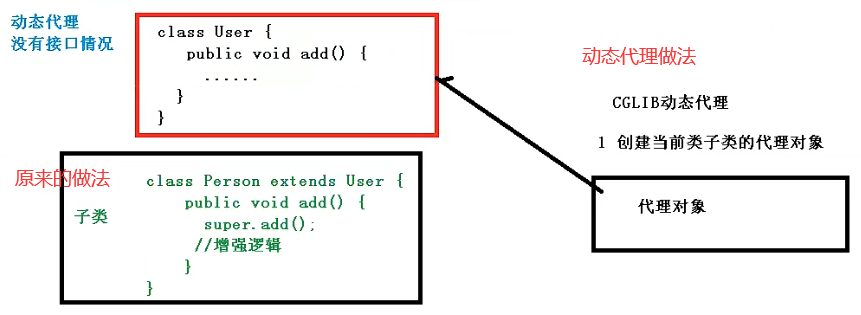 动态代理
没有接口情况
class User {
public void add() {
......
}
}
原来的做法
子类
class Person extends User {
public void add() {
super.add();
//增强逻辑
}
}
动态代理做法
CGLIB动态代理
1 创建当前类子类的代理对象
代理对象